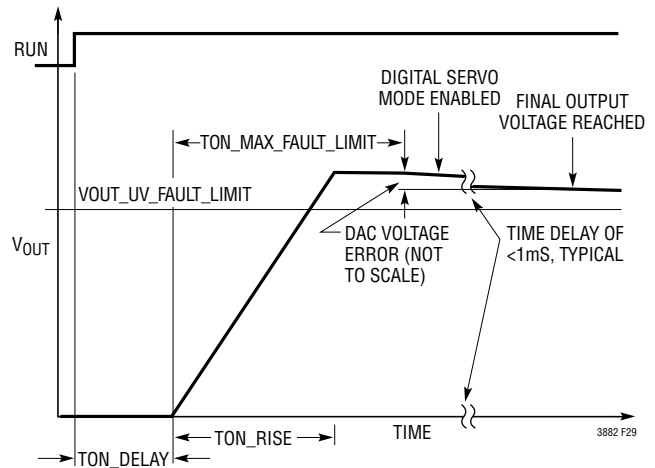 RUN
DIGITAL SERVO
MODE ENABLED
FINAL OUTPUT
VOLTAGE REACHED
TON_MAX_FAULT_LIMIT
VOUT_UV_FAULT_LIMIT
VOUT
DAC VOLTAGE
ERROR (NOT
TO SCALE)
TIME DELAY OF
<1mS, TYPICAL
TON_RISE
TIME
3882 F29
TON_DELAY